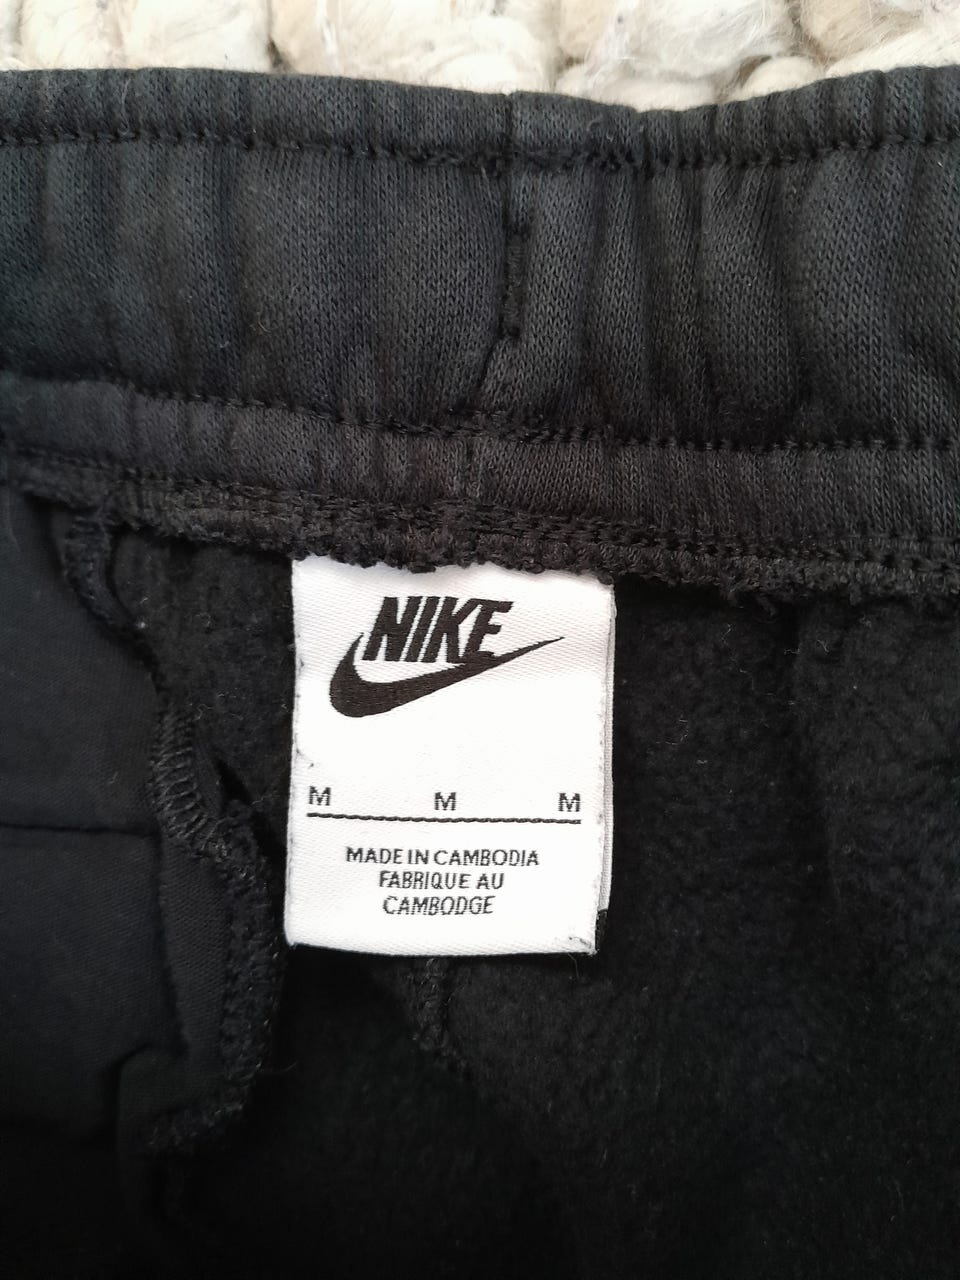 NIKE
M M M
MADE IN CAMBODIA
FABRIQUE AU
CAMBODGE